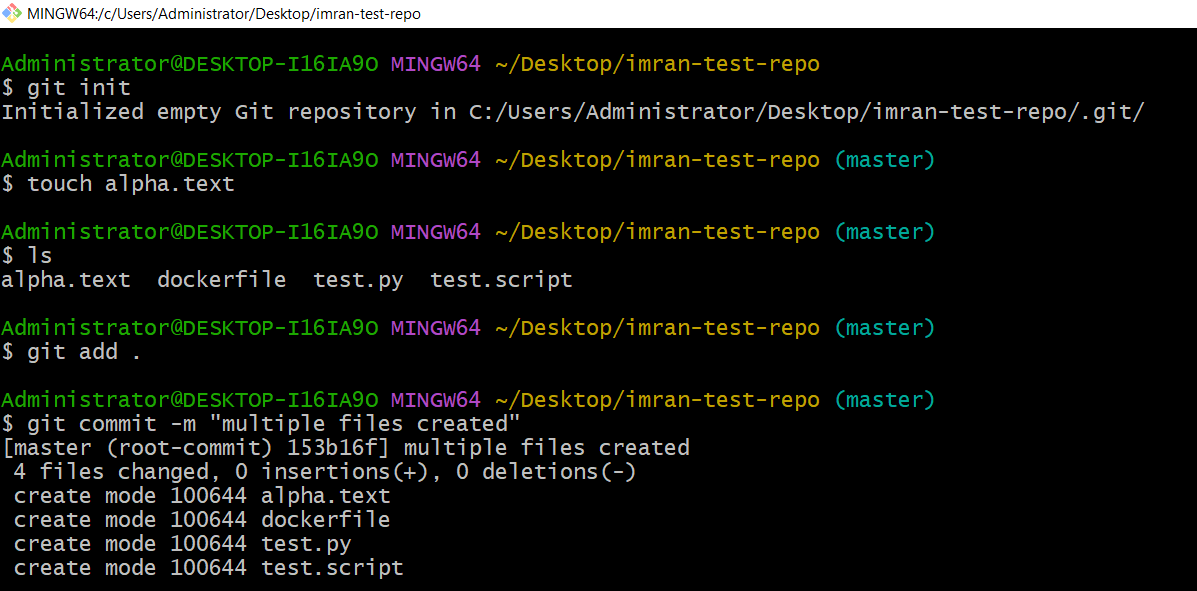 MINGW64:/c/Users/Administrator/Desktop/imran-test-repo
Administrator@DESKTOP-I16IA9O MINGW64 ~/Desktop/imran-test-repo
$ git init
Initialized empty Git repository in C:/Users/Administrator/Desktop/imran-test-repo/.git/
Administrator@DESKTOP-I16IA9O MINGW64 ~/Desktop/imran-test-repo (master)
$ touch alpha.text
Administrator@DESKTOP-I16IA9O MINGW64 ~/Desktop/imran-test-repo (master)
$ ls
alpha.text  dockerfile  test.py  test.script
Administrator@DESKTOP-I16IA9O MINGW64 ~/Desktop/imran-test-repo (master)
$ git add .
Administrator@DESKTOP-I16IA9O MINGW64 ~/Desktop/imran-test-repo (master)
$ git commit -m "multiple files created"
[master (root-commit) 153b16f] multiple files created
 4 files changed, 0 insertions(+), 0 deletions(-)
 create mode 100644 alpha.text
 create mode 100644 dockerfile
 create mode 100644 test.py
 create mode 100644 test.script